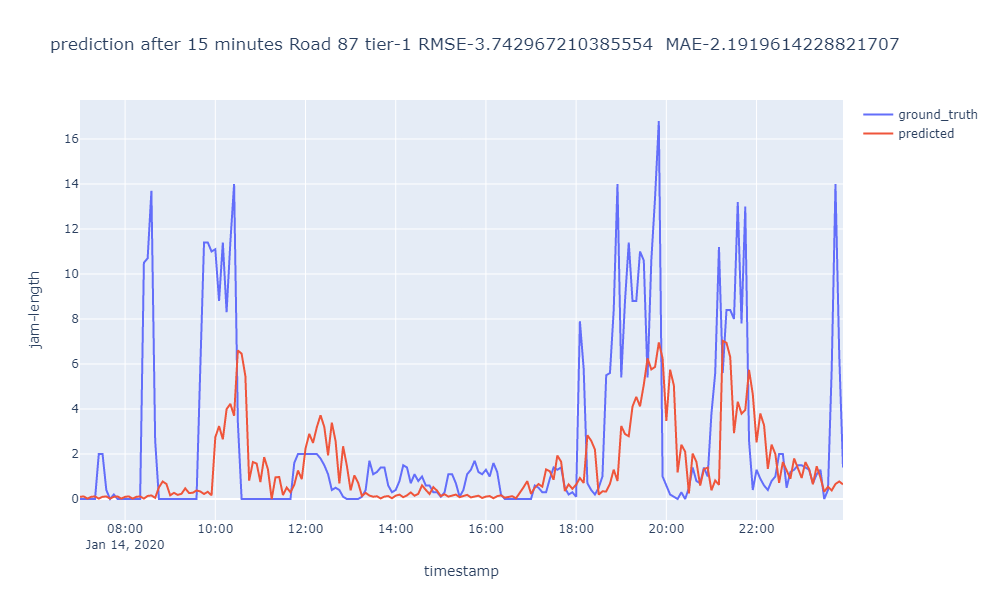 prediction after 15 minutes Road 87 tier-1 RMSE-3.742967210385554  MAE-2.1919614228821707
ground_truth
predicted
jam-length
16
14
12
10
8
6
4
2
0
08:00 10:00 12:00 14:00 16:00 18:00 20:00 22:00
Jan 14, 2020
timestamp